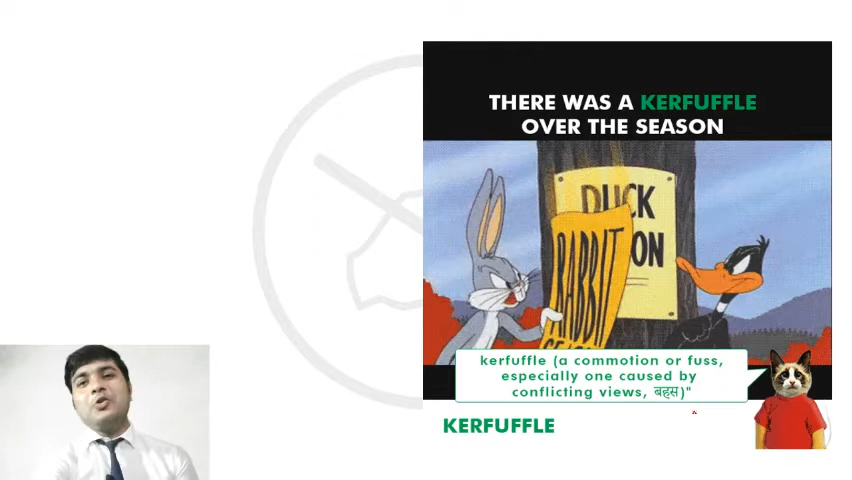 THERE WAS A KERFUFFLE
OVER THE SEASON
DUCK
ON
RABBIT
kerfuffle (a commotion or fuss,
especially one caused by
conflicting views, बहस)"
KERFUFFLE